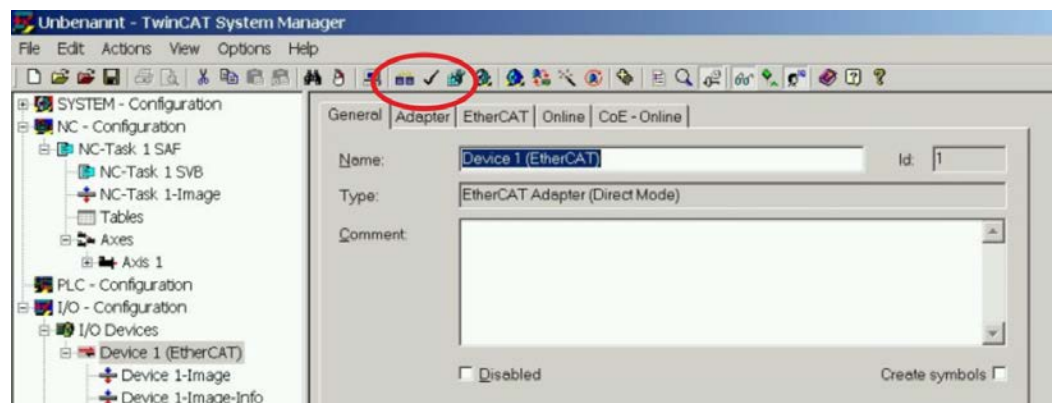 Unbenannt - TwinCAT System Manager
File Edit Actions View Options Help
SYSTEM - Configuration
NC - Configuration
NC-Task 1 SAF
NC-Task 1 SVB
NC-Task 1-Image
Tables
Axes
Axis 1
PLC - Configuration
I/O - Configuration
I/O Devices
Device 1 (EtherCAT)
Device 1-Image
Device 1-Image-Info
General Adapter EtherCAT Online CoE - Online
Name: Device 1 (EtherCAT) Id: 1
Type: EtherCAT Adapter (Direct Mode)
Comment:
Disabled Create symbols